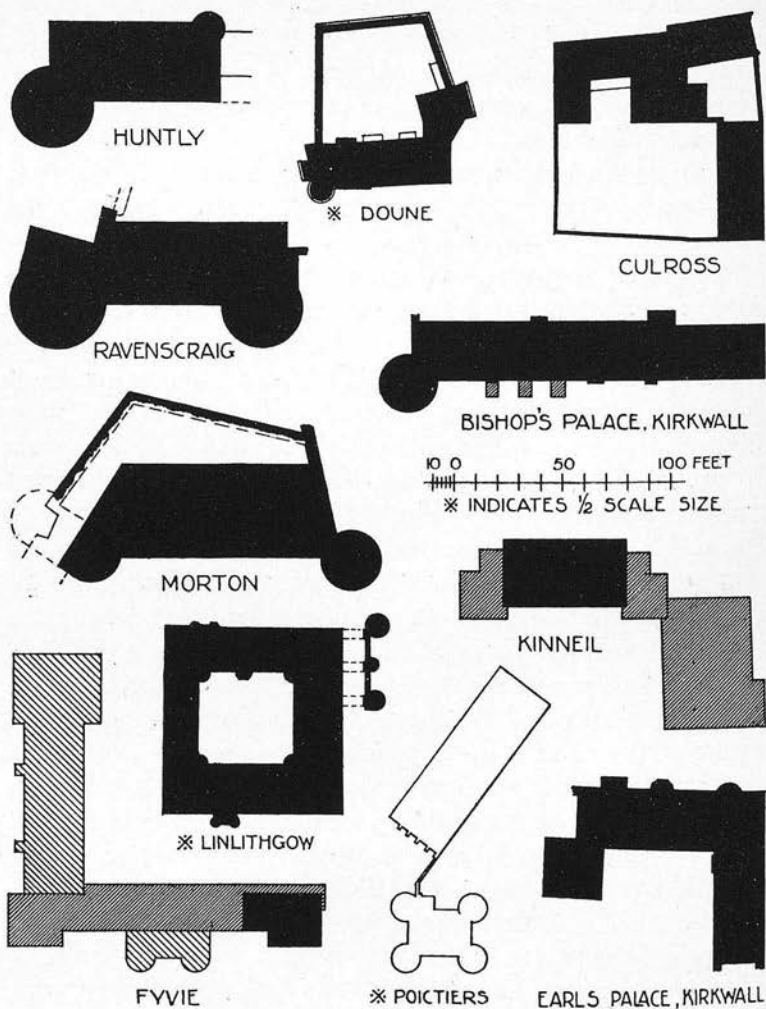 HUNTLY
※ DOUNE
CULROSS
RAVENSCRAIG
BISHOP'S PALACE, KIRKWALL
10 0 50 100 FEET
※ INDICATES ½ SCALE SIZE
MORTON
KINNEIL
※ LINLITHGOW
FYVIE
※ POICTIERS
EARLS PALACE, KIRKWALL